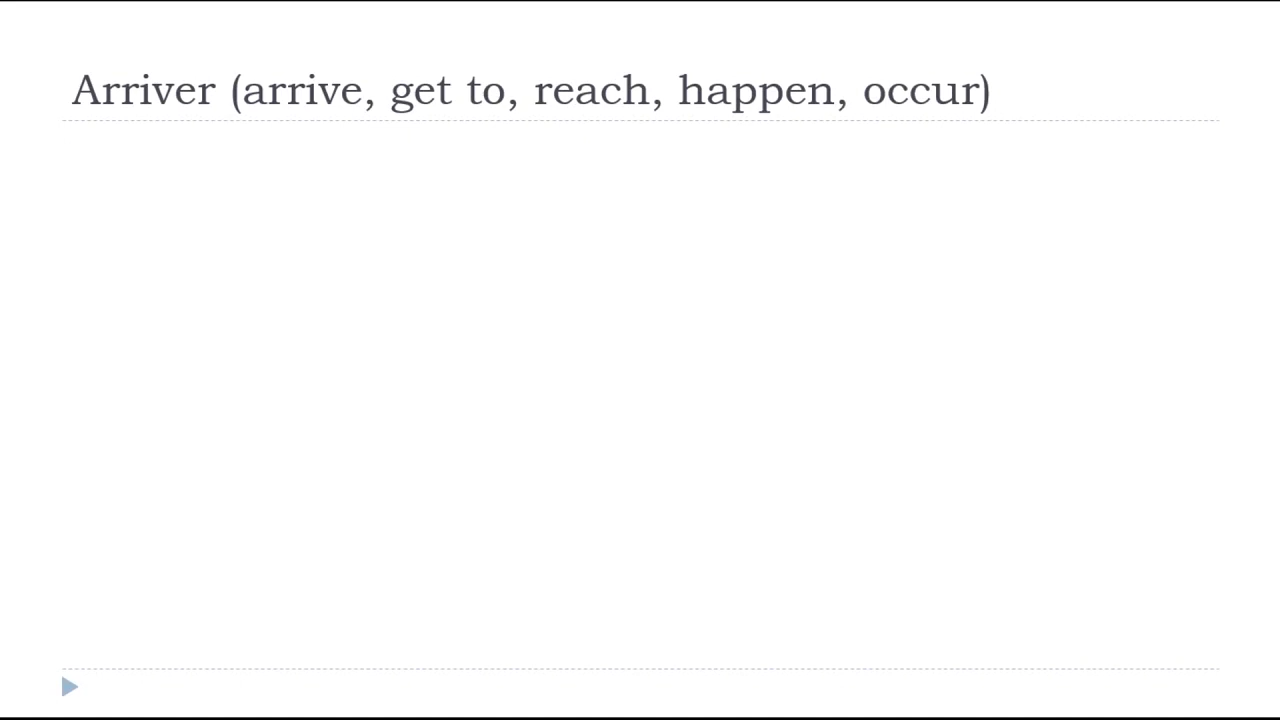 Arriver (arrive, get to, reach, happen, occur)